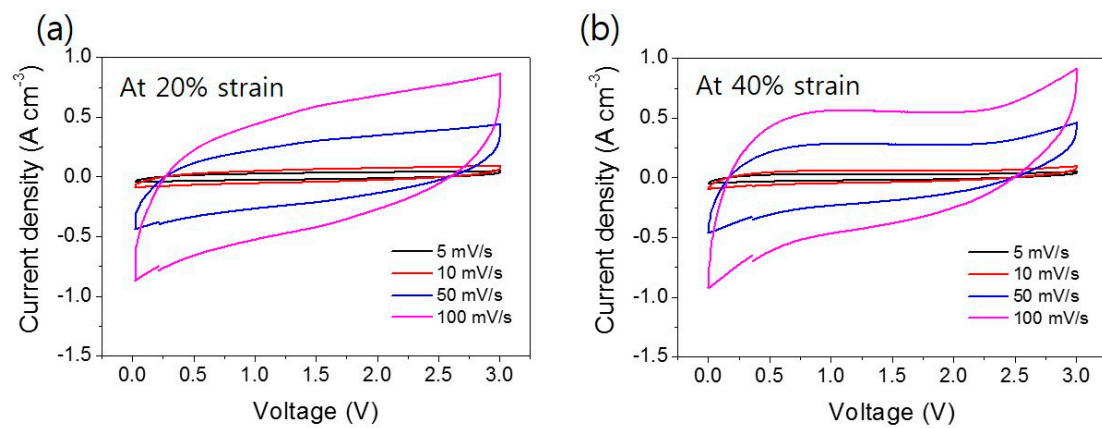 (a)
At 20% strain
Current density (A cm⁻³)
1.0
0.5
0.0
-0.5
-1.0
-1.5
5 mV/s
10 mV/s
50 mV/s
100 mV/s
0.0 0.5 1.0 1.5 2.0 2.5 3.0
Voltage (V)
(b)
At 40% strain
Current density (A cm⁻³)
1.0
0.5
0.0
-0.5
-1.0
-1.5
5 mV/s
10 mV/s
50 mV/s
100 mV/s
0.0 0.5 1.0 1.5 2.0 2.5 3.0
Voltage (V)